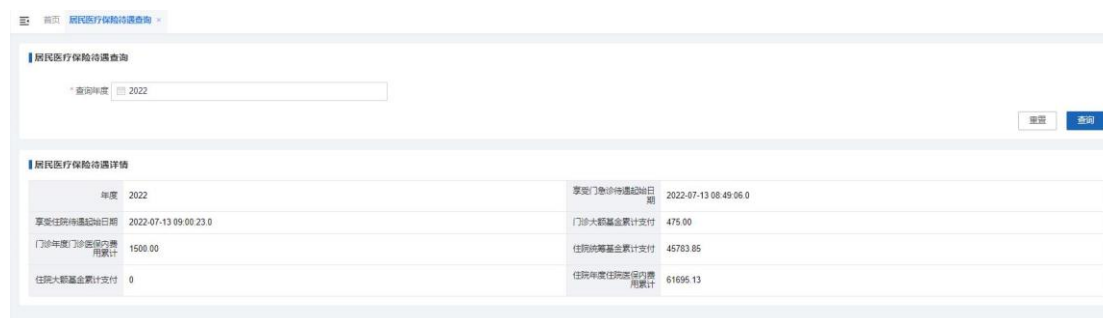 首页 居民医疗保险待遇查询 ×
居民医疗保险待遇查询
* 查询年度 2022
重置 查询
居民医疗保险待遇详情
年度 2022
享受门急诊待遇起始日
期 2022-07-13 08:49:06.0
享受住院待遇起始日期 2022-07-13 09:00:23.0
门诊大额基金累计支付 475.00
门诊年度门诊医保内费
用累计 1500.00
住院统筹基金累计支付 45783.85
住院大额基金累计支付 0
住院年度住院医保内费
用累计 61695.13